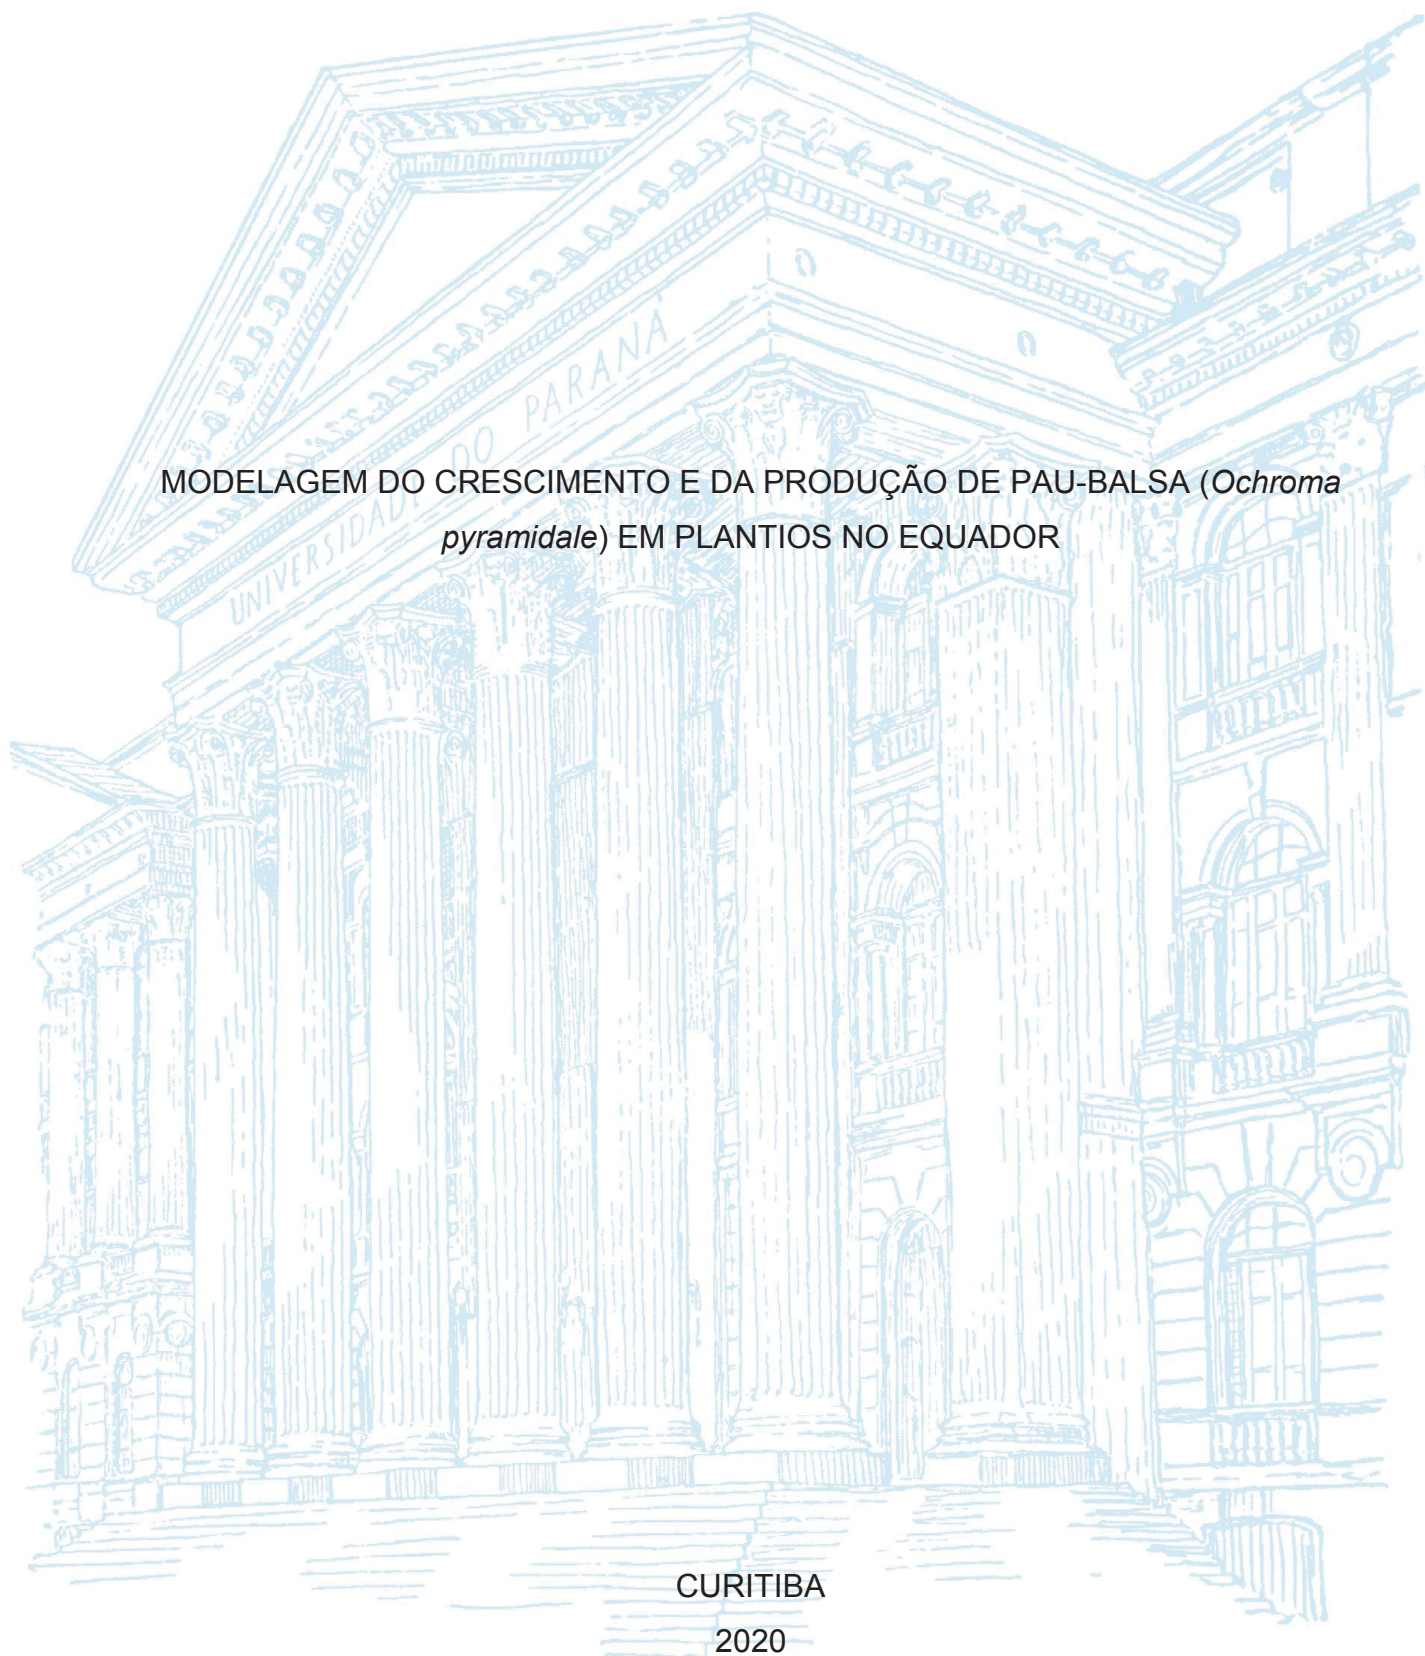 UNIVERSIDADE DO PARANÁ
MODELAGEM DO CRESCIMENTO E DA PRODUÇÃO DE PAU-BALSA (Ochroma
pyramidale) EM PLANTIOS NO EQUADOR
CURITIBA
2020